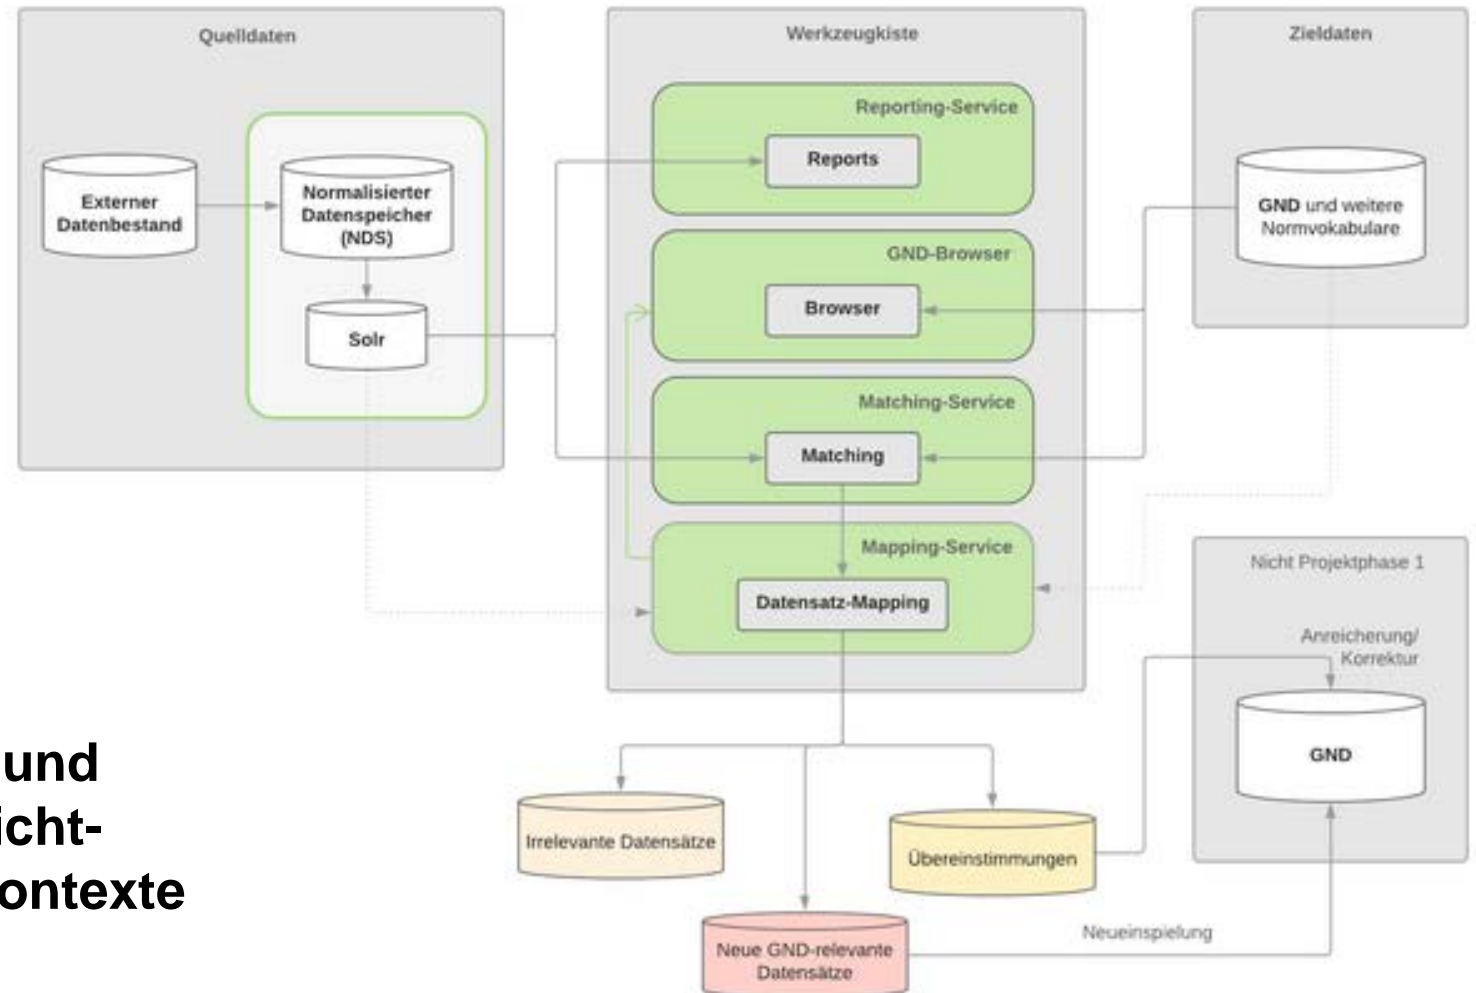 Quelldaten
Externer
Datenbestand
Normalisierter
Datenspeicher
(NDS)
Solr
Werkzeugkiste
Reporting-Service
Reports
GND-Browser
Browser
Matching-Service
Matching
Mapping-Service
Datensatz-Mapping
Zieldaten
GND und weitere
Normvokabulare
Nicht Projektphase 1
Anreicherung/
Korrektur
GND
Irrelevante Datensätze
Übereinstimmungen
Neue GND-relevante
Datensätze
Neueinspielung
und
icht-
ontexte